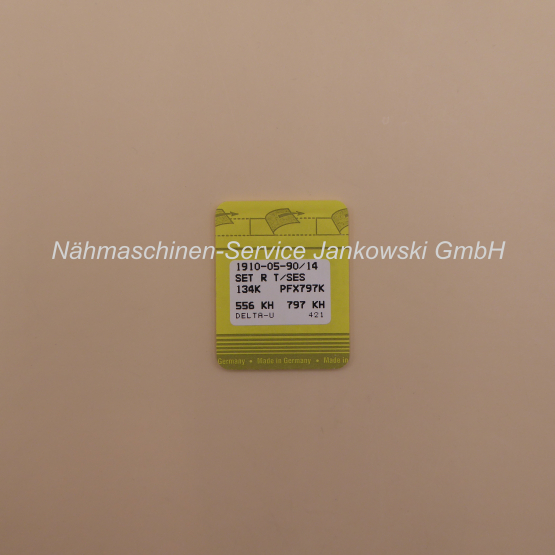 Nähmaschinen-Service Jankowski GmbH
1910-05-90/14
SET R T/SES
134K PFX797K
556 KH 797 KH
DELTA-U 421
Germany • Made in Germany • Made in